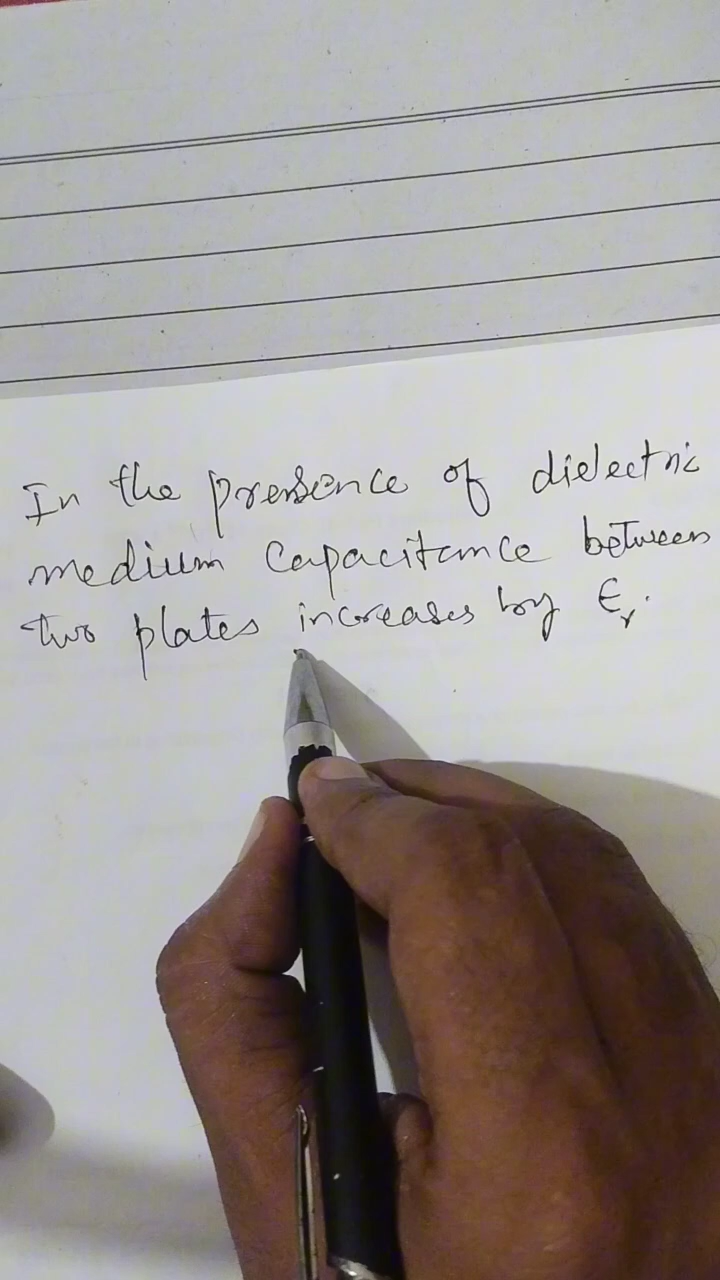 In the presence of dielectric
medium capacitance between
two plates increases by ϵᵣ.